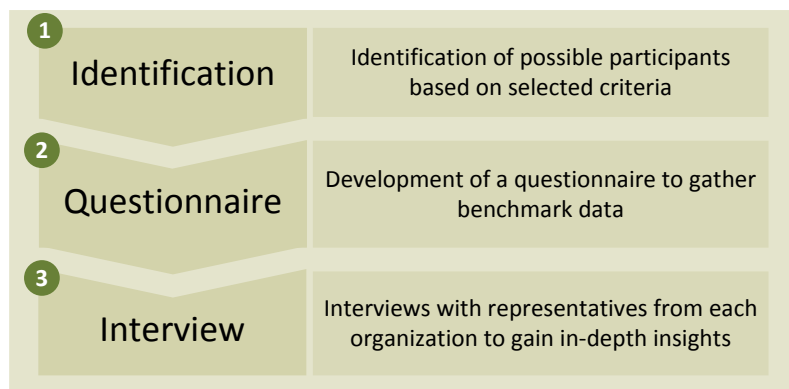 1
Identification
Identification of possible participants
based on selected criteria
2
Questionnaire
Development of a questionnaire to gather
benchmark data
3
Interview
Interviews with representatives from each
organization to gain in-depth insights